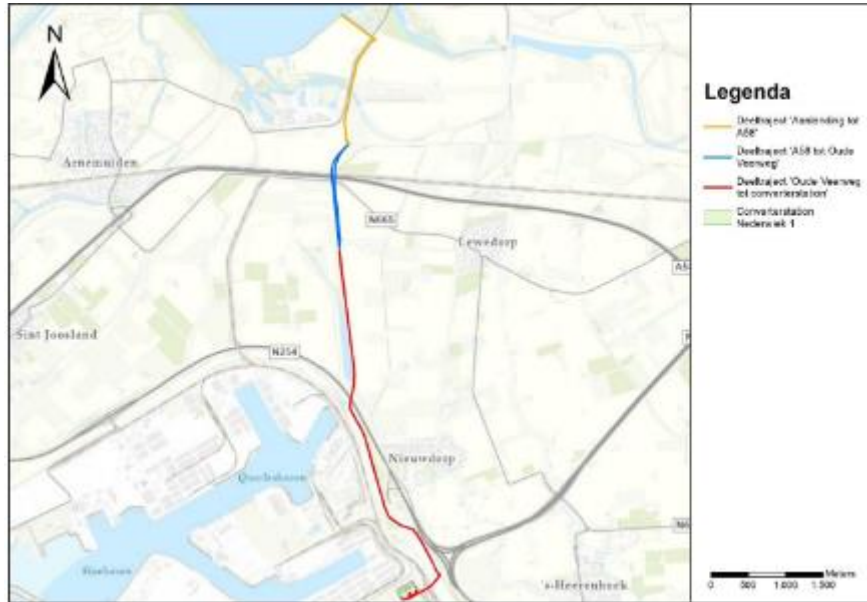 N
Arnemuiden
N665
Lewedorp
A58
Sint Joosland
N254
Nieuwdorp
Quarleshaven
Sloehaven
's-Heerenhoek
Legenda
Deeltraject 'Aanlanding tot
A58'
Deeltraject 'A58 tot Oude
Veerweg'
Deeltraject 'Oude Veerweg
tot converterstation'
Converterstation
Nederwiek 1
Meters
0 500 1.000 1.500